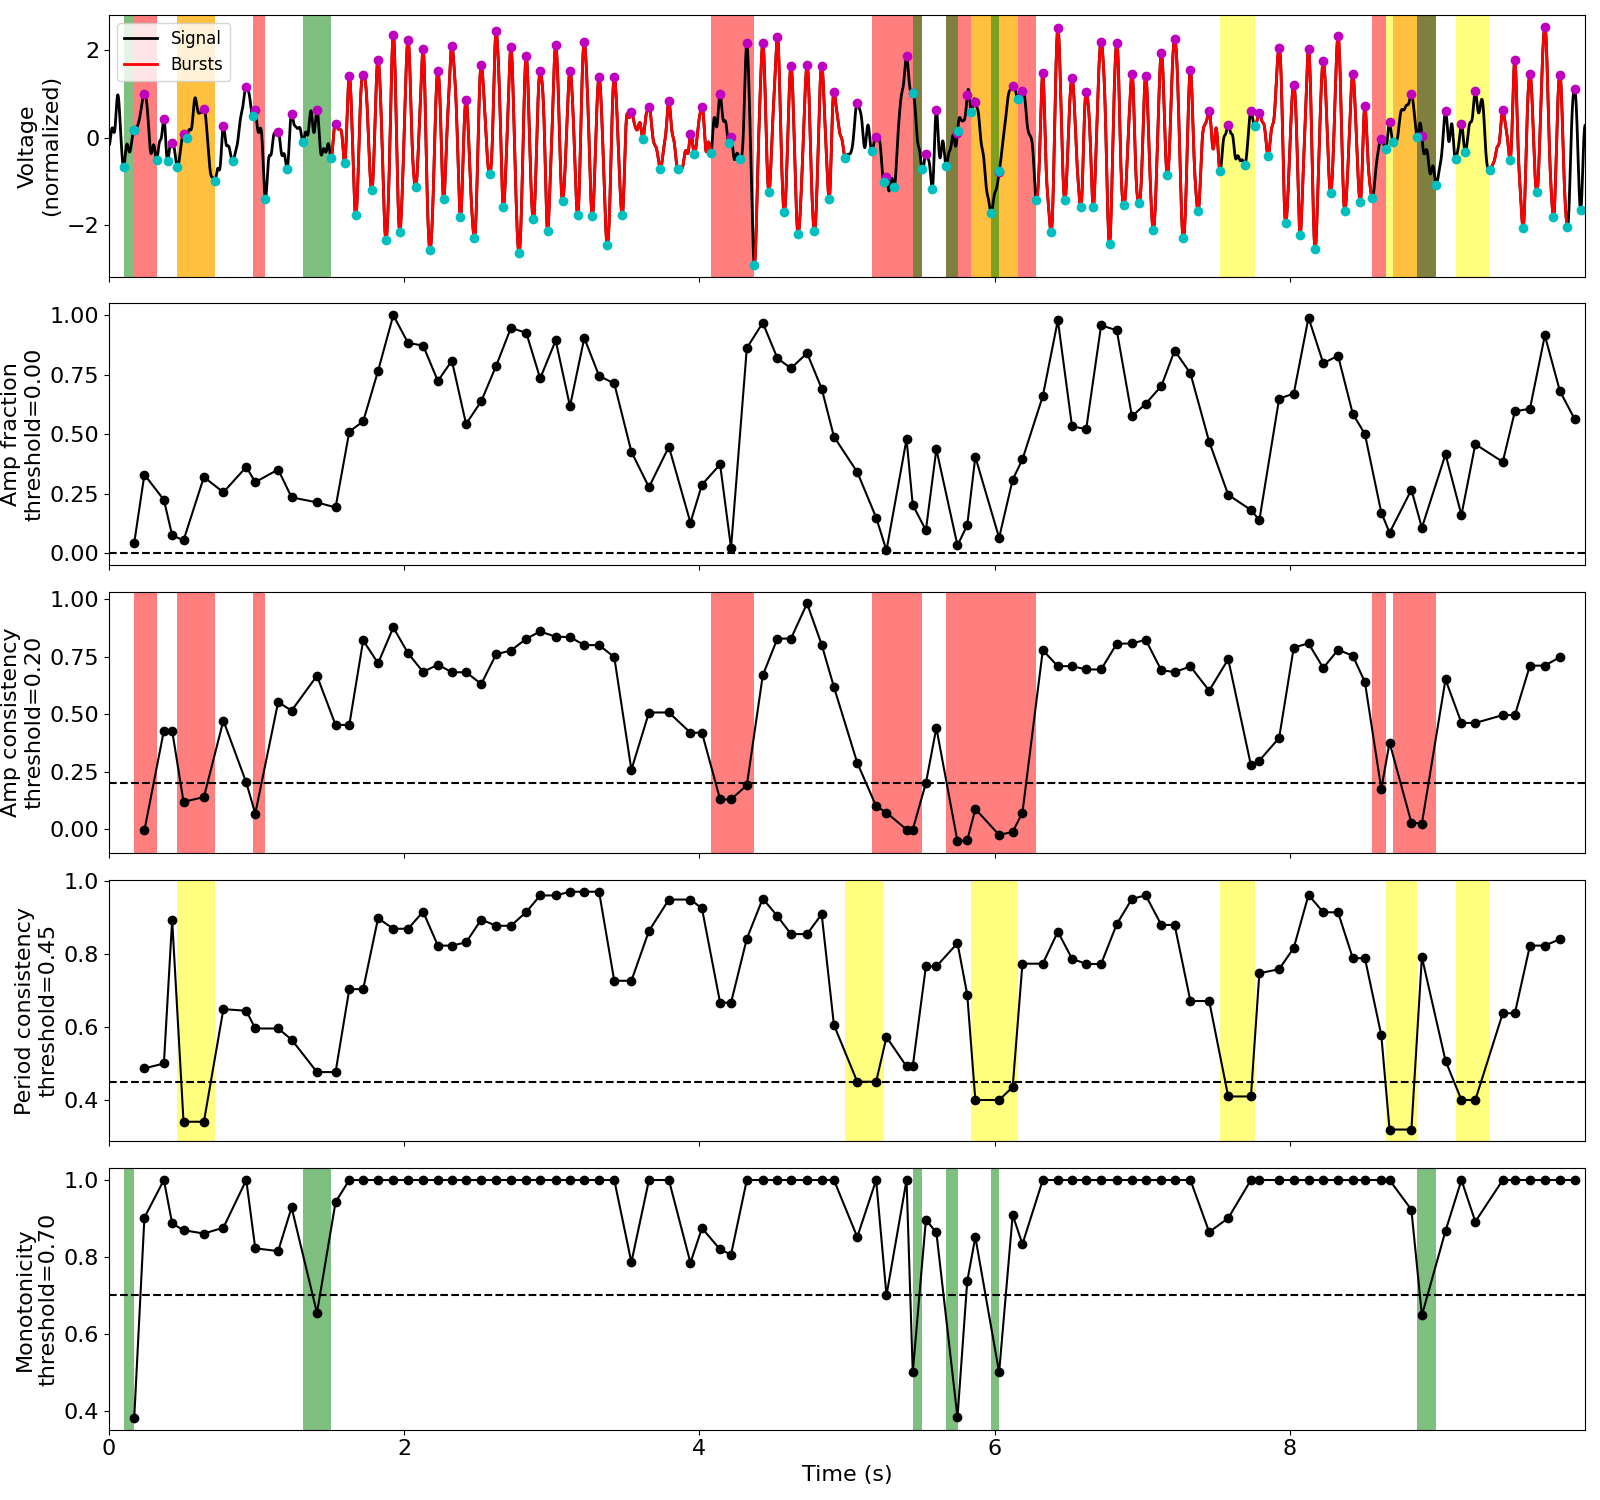 Voltage
(normalized)
2
0
−2
Signal
Bursts
Amp fraction
threshold=0.00
1.00
0.75
0.50
0.25
0.00
Amp consistency
threshold=0.20
1.00
0.75
0.50
0.25
0.00
Period consistency
threshold=0.45
1.0
0.8
0.6
0.4
Monotonicity
threshold=0.70
1.0
0.8
0.6
0.4
0 2 4 6 8
Time (s)